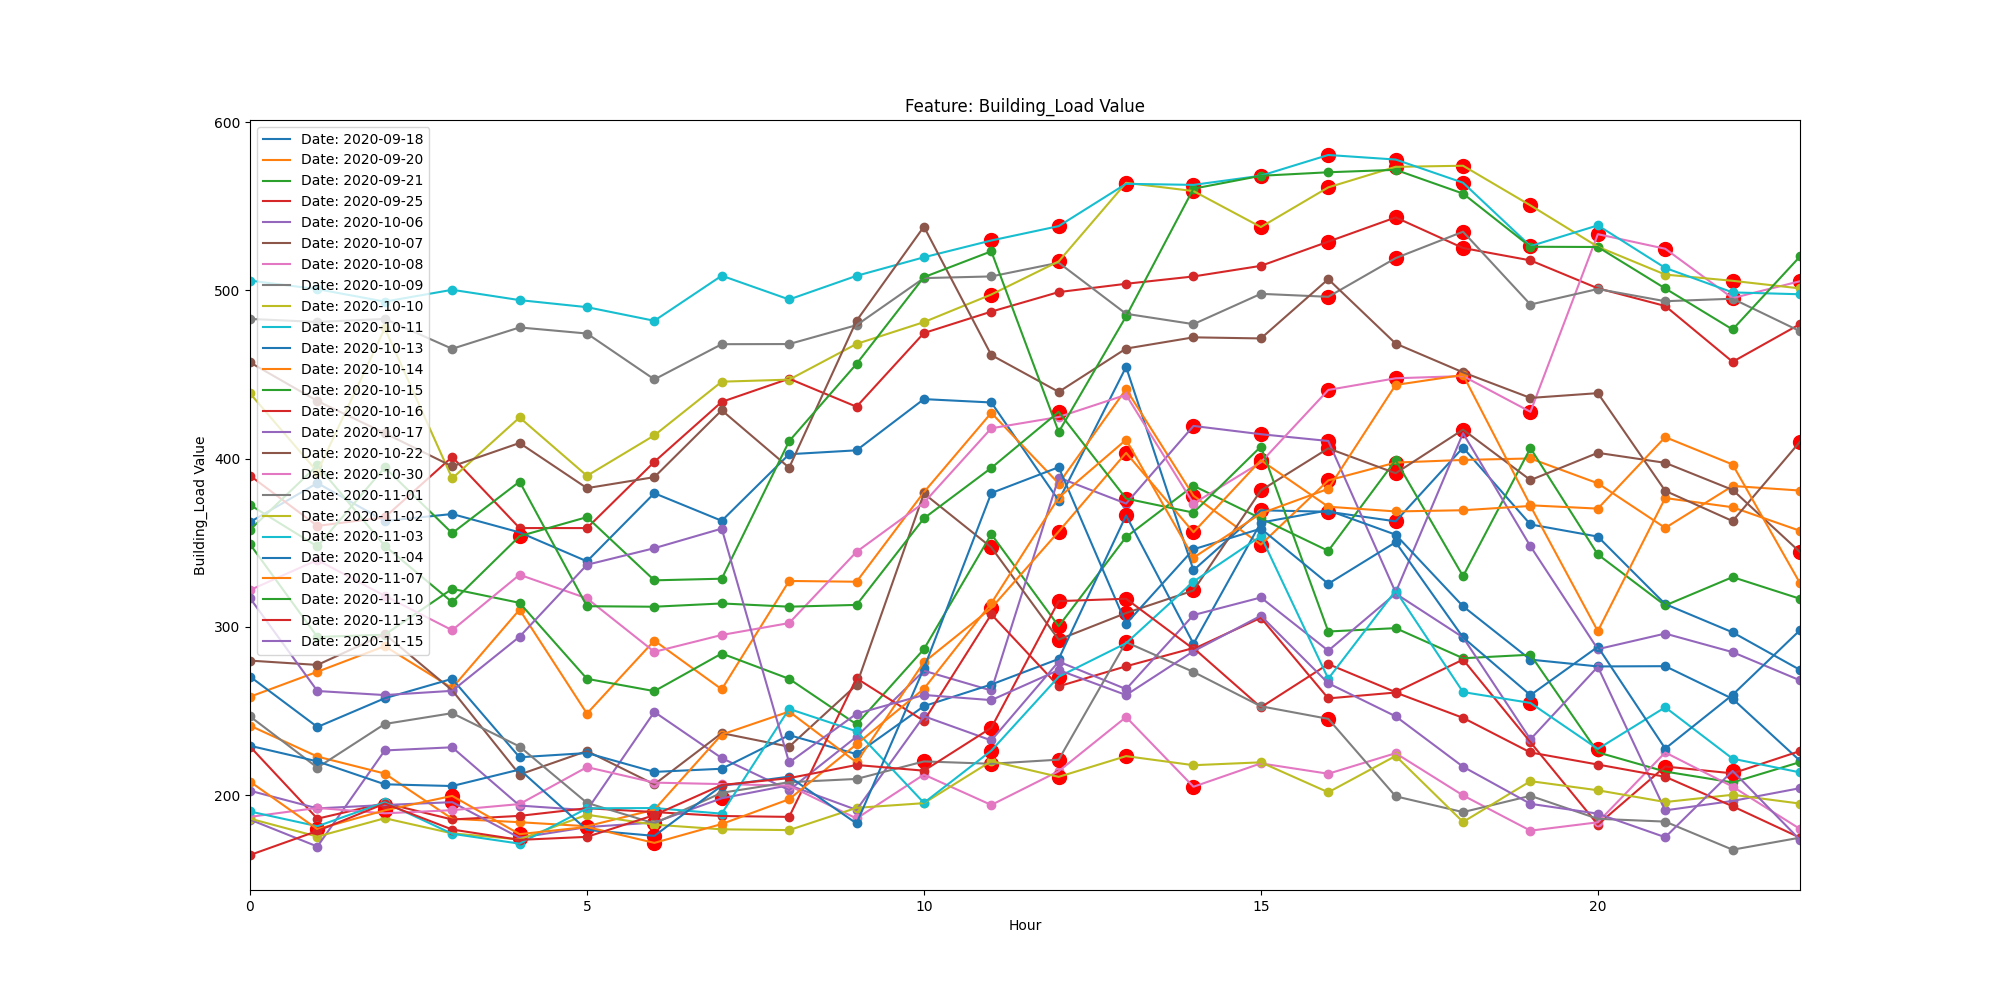 Feature: Building_Load Value
600
500
400
300
200
Building_Load Value
Date: 2020-09-18
Date: 2020-09-20
Date: 2020-09-21
Date: 2020-09-25
Date: 2020-10-06
Date: 2020-10-07
Date: 2020-10-08
Date: 2020-10-09
Date: 2020-10-10
Date: 2020-10-11
Date: 2020-10-13
Date: 2020-10-14
Date: 2020-10-15
Date: 2020-10-16
Date: 2020-10-17
Date: 2020-10-22
Date: 2020-10-30
Date: 2020-11-01
Date: 2020-11-02
Date: 2020-11-03
Date: 2020-11-04
Date: 2020-11-07
Date: 2020-11-10
Date: 2020-11-13
Date: 2020-11-15
0 5 10 15 20
Hour